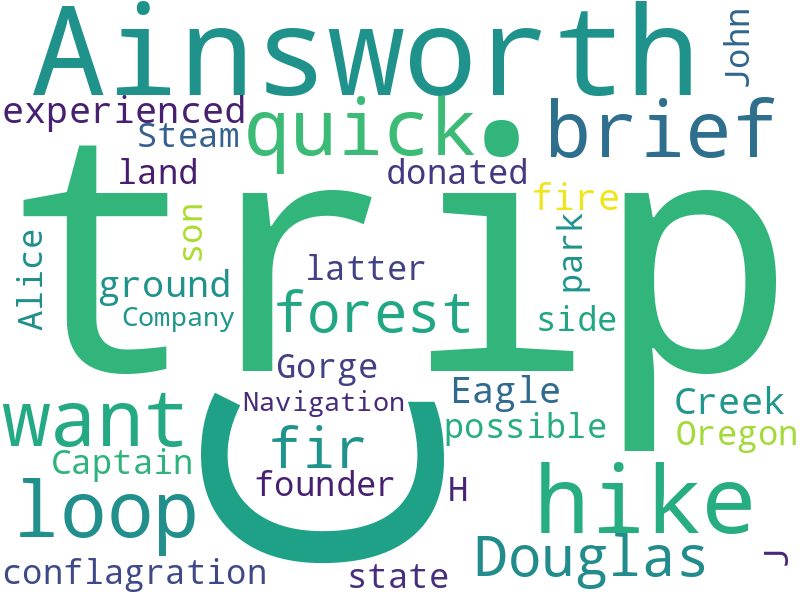 Ainsworth
John
experienced
quick
brief
Steam
land
donated
fire
trip
son
park
Alice
latter
ground
forest
side
Company
Gorge
Eagle
Creek
Navigation
want
possible
Oregon
fir
Captain
C
founder
H
loop
hike
Douglas
J
conflagration
state